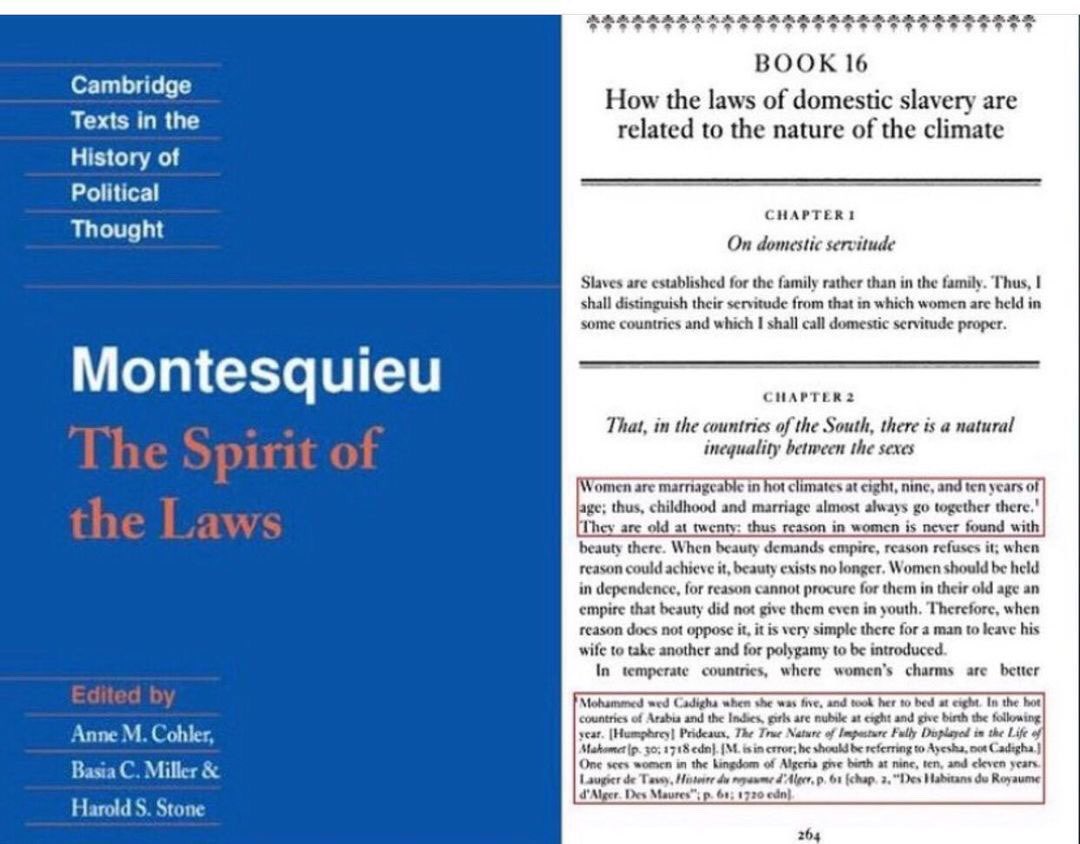 Cambridge
Texts in the
History of
Political
Thought
Montesquieu
The Spirit of
the Laws
Edited by
Anne M. Cohler,
Basia C. Miller &
Harold S. Stone
BOOK 16
How the laws of domestic slavery are
related to the nature of the climate
CHAPTER 1
On domestic servitude
Slaves are established for the family rather than in the family. Thus, I
shall distinguish their servitude from that in which women are held in
some countries and which I shall call domestic servitude proper.
CHAPTER 2
That, in the countries of the South, there is a natural
inequality between the sexes
Women are marriageable in hot climates at eight, nine, and ten years of
age; thus, childhood and marriage almost always go together there.¹
They are old at twenty: thus reason in women is never found with
beauty there. When beauty demands empire, reason refuses it; when
reason could achieve it, beauty exists no longer. Women should be held
in dependence, for reason cannot procure for them in their old age an
empire that beauty did not give them even in youth. Therefore, when
reason does not oppose it, it is very simple there for a man to leave his
wife to take another and for polygamy to be introduced.
In temperate countries, where women's charms are better
¹Mohammed wed Cadigha when she was five, and took her to bed at eight. In the hot
countries of Arabia and the Indies, girls are nubile at eight and give birth the following
year. [Humphrey] Prideaux, The True Nature of Imposture Fully Displayed in the Life of
Mahomet [p. 30; 1718 edn]. [M. is in error; he should be referring to Ayesha, not Cadigha.]
One sees women in the kingdom of Algeria give birth at nine, ten, and eleven years.
Laugier de Tassy, Histoire du royaume d'Alger, p. 61 [chap. 2, "Des Habitans du Royaume
d'Alger. Des Maures"; p. 61; 1720 edn].
264